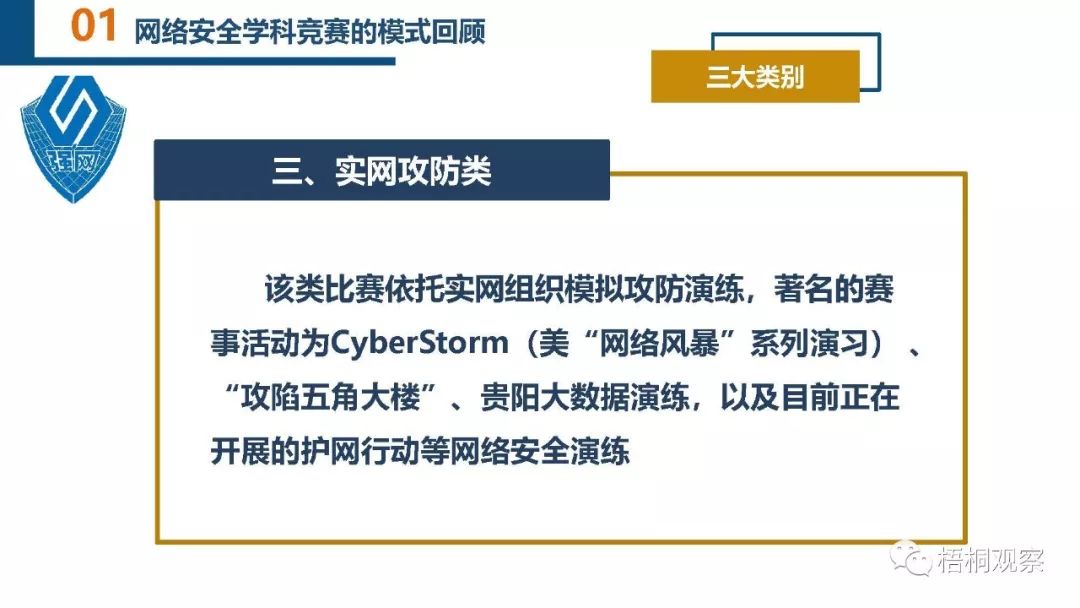 01 网络安全学科竞赛的模式回顾
三大类别
强网
三、实网攻防类
该类比赛依托实网组织模拟攻防演练，著名的赛
事活动为CyberStorm（美“网络风暴”系列演习）、
“攻陷五角大楼”、贵阳大数据演练，以及目前正在
开展的护网行动等网络安全演练
梧桐观察